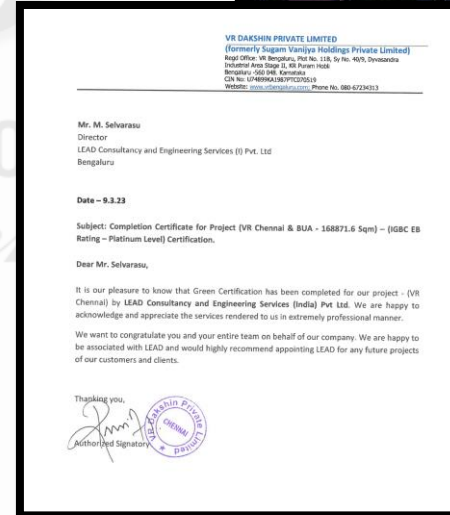 VR DAKSHIN PRIVATE LIMITED
(formerly Sugam Vanijya Holdings Private Limited)
Regd Office: VR Bengaluru, Plot No. 11B, Sy No. 40/9, Dyvasandra
Industrial Area Stage II, KR Puram Hobli
Bengaluru -560 048. Karnataka
CIN No: U74899KA1987PTC070519
Website: www.vrbengaluru.com; Phone No. 080-67234313
Mr. M. Selvarasu
Director
LEAD Consultancy and Engineering Services (I) Pvt. Ltd
Bengaluru
Date – 9.3.23
Subject: Completion Certificate for Project (VR Chennai & BUA - 168871.6 Sqm) – (IGBC EB
Rating – Platinum Level) Certification.
Dear Mr. Selvarasu,
It is our pleasure to know that Green Certification has been completed for our project - (VR
Chennai) by LEAD Consultancy and Engineering Services (India) Pvt Ltd. We are happy to
acknowledge and appreciate the services rendered to us in extremely professional manner.
We want to congratulate you and your entire team on behalf of our company. We are happy to
be associated with LEAD and would highly recommend appointing LEAD for any future projects
of our customers and clients.
Thanking you,
Authorized Signatory
VR Dakshin Private Limited
CHENNAI